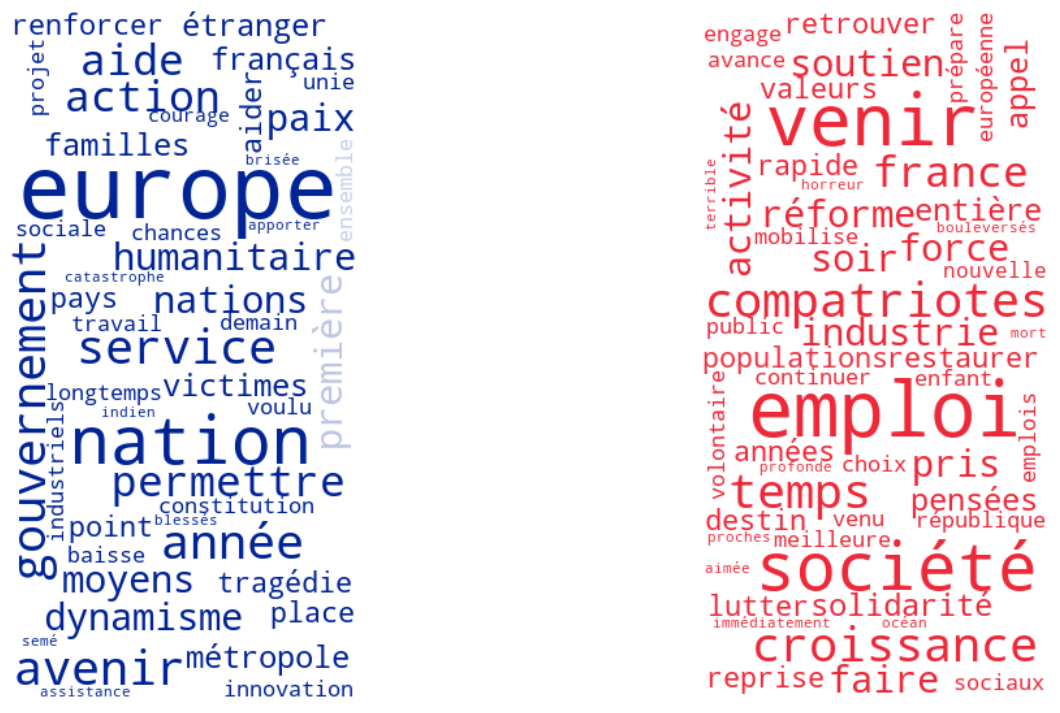 renforcer étranger
projet aide français
unie
action
courage aider paix
familles
brisée
ensemble
europe
sociale chances apporter
gouvernement humanitaire
catastrophe
pays nations
première
travail demain
service
longtemps victimes
indien voulu
industriels
nation
permettre
constitution
point blessés
baisse année
moyens tragédie
dynamisme place
semé
avenir métropole
assistance innovation
engage retrouver
prépare
européenne
appel
avance soutien
valeurs
venir
activité
terrible
rapide france
horreur
réforme entière
bouleversés
mobilise soir force
nouvelle
compatriotes
public industrie mort
populations restaurer
continuer enfant
volontaire
emploi
emplois
années
profonde choix pris
temps pensées
destin venu république
proches meilleure
aimée société
lutter solidarité
immédiatement océan
croissance
reprise faire sociaux